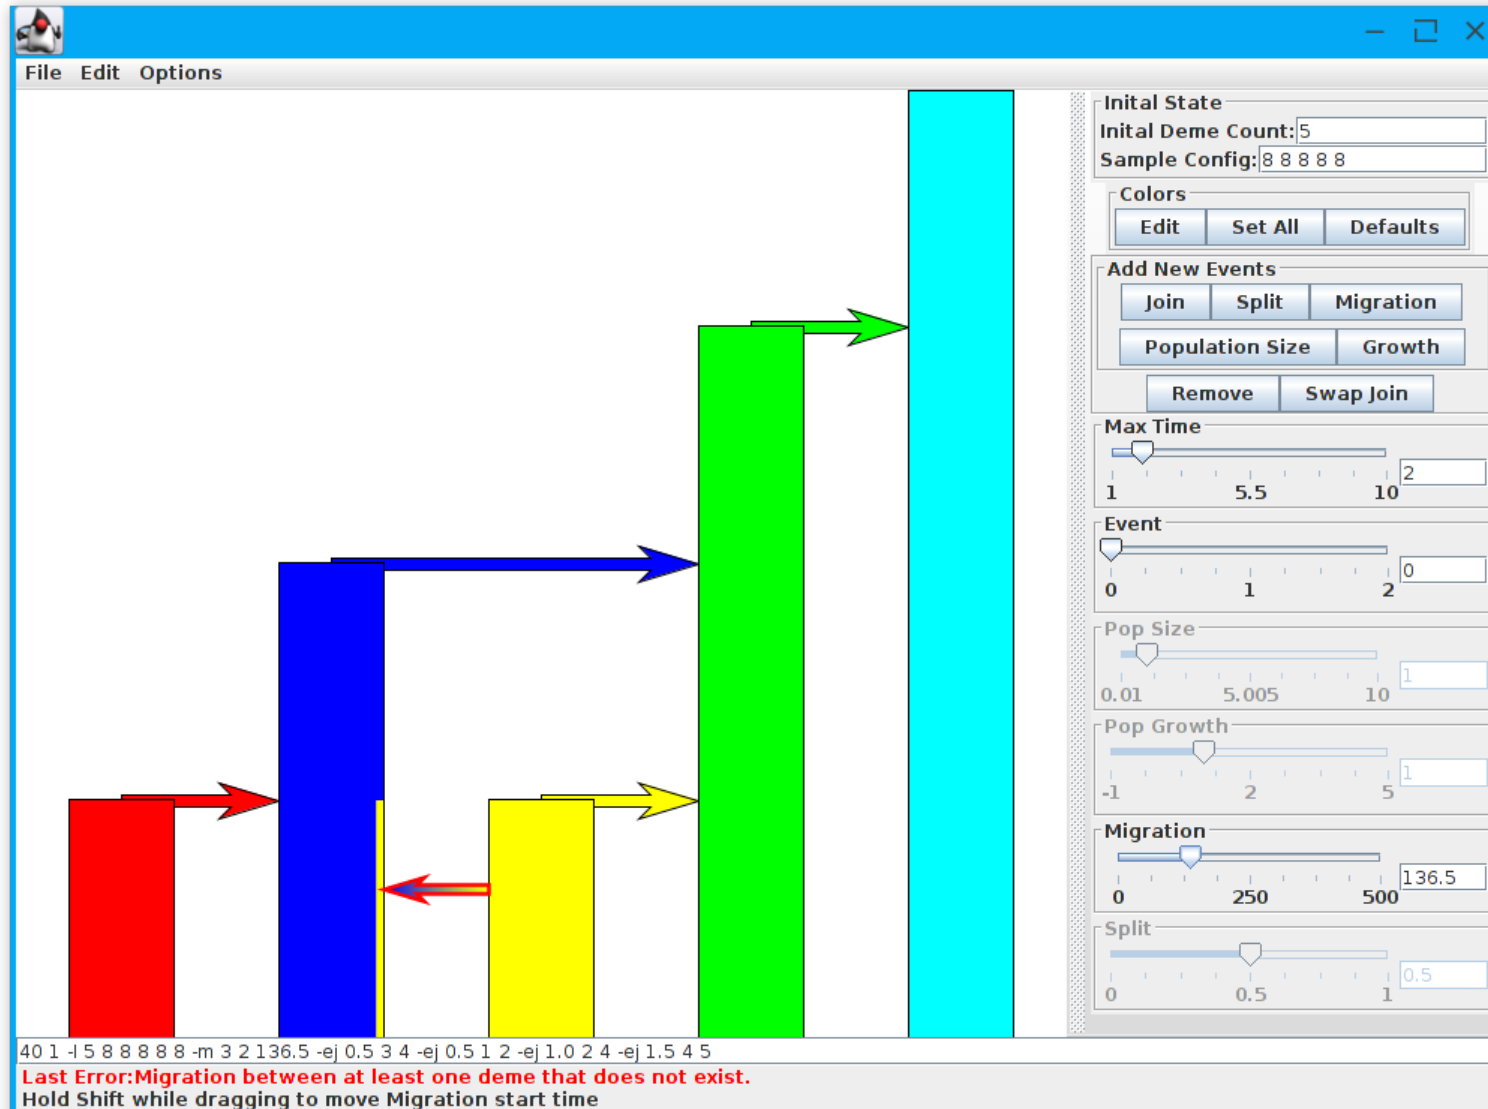 File Edit Options
Inital State
Inital Deme Count: 5
Sample Config: 8 8 8 8 8
Colors
Edit Set All Defaults
Add New Events
Join Split Migration
Population Size Growth
Remove Swap Join
Max Time
2
1 5.5 10
Event
0
0 1 2
Pop Size
1
0.01 5.005 10
Pop Growth
1
-1 2 5
Migration
136.5
0 250 500
Split
0.5
0 0.5 1
40 1 -I 5 8 8 8 8 8 -m 3 2 136.5 -ej 0.5 3 4 -ej 0.5 1 2 -ej 1.0 2 4 -ej 1.5 4 5
Last Error:Migration between at least one deme that does not exist.
Hold Shift while dragging to move Migration start time